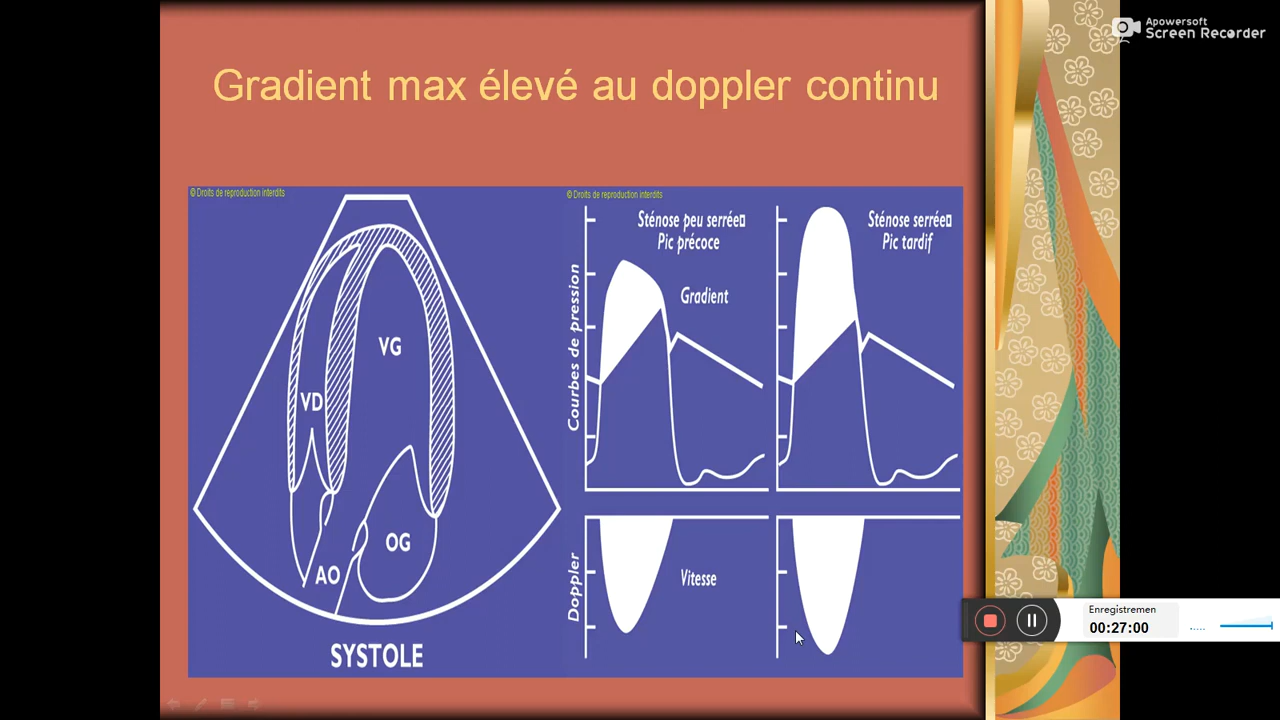 Apowersoft
Screen Recorder
Gradient max élevé au doppler continu
© Droits de reproduction interdits
© Droits de reproduction interdits
Sténose peu serrée
Pic précoce
Sténose serrée
Pic tardif
Gradient
Courbes de pression
VG
VD
OG
AO
SYSTOLE
Doppler
Vitesse
Enregistremen
00:27:00